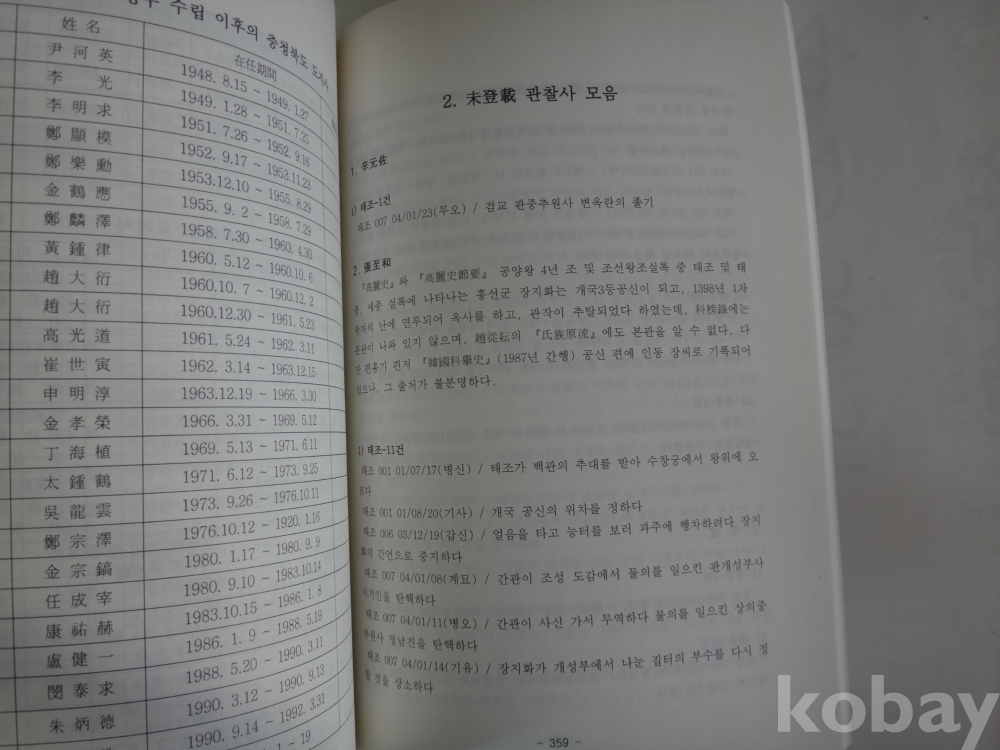 수립 이후의 충청북도 도지사
姓 名 在任期間
尹 河 英 1948. 8.15 ~ 1949. 1.27
李 光 1949. 1.28 ~ 1951. 7.25
李 明 求 1951. 7.26 ~ 1952. 9.16
鄭 顯 模 1952. 9.17 ~ 1953.11.23
鄭 樂 勳 1953.12.10 ~ 1955. 8.29
金 鶴 應 1955. 9. 2 ~ 1958. 7.29
鄭 麟 澤 1958. 7.30 ~ 1960. 4.30
黃 鍾 律 1960. 5.12 ~ 1960.10. 6
趙 大 衍 1960.10. 7 ~ 1960.12. 2
趙 大 衍 1960.12.30 ~ 1961. 5.23
高 光 道 1961. 5.24 ~ 1962. 3.11
崔 世 寅 1962. 3.14 ~ 1963.12.15
申 明 淳 1963.12.19 ~ 1966. 3.30
金 孝 榮 1966. 3.31 ~ 1969. 5.12
丁 海 植 1969. 5.13 ~ 1971. 6.11
太 鍾 鶴 1971. 6.12 ~ 1973. 9.25
吳 龍 雲 1973. 9.26 ~ 1976.10.11
鄭 宗 澤 1976.10.12 ~ 1920. 1.16
金 宗 鎬 1980. 1.17 ~ 1980. 9. 9
任 成 宰 1980. 9.10 ~ 1983.10.14
康 祐 赫 1983.10.15 ~ 1986. 1. 8
盧 健 一 1986. 1. 9 ~ 1988. 5.19
閔 泰 求 1988. 5.20 ~ 1990. 3.11
朱 炳 德 1990. 3.12 ~ 1990. 9.13
1990. 9.14 ~ 1992. 3.31
2. 未登載 관찰사 모음
1. 辛元佐
1) 태조-1건
태조 007 04/01/23(무오) / 검교 판중추원사 변옥란의 졸기
2. 張至和
『高麗史』와 『高麗史節要』 공양왕 4년 조 및 조선왕조실록 중 태조 및 태
종, 세종 실록에 나타나는 흥선군 장지화는 개국3등공신이 되고, 1398년 1차
왕자의 난에 연루되어 옥사를 하고, 관작이 추탈되었다 하였는데, 科榜錄에는
본관이 나와 있지 않으며, 趙從耘의 『氏族原流』에도 본관을 알 수 없다. 다
만 편저 『韓國科擧史』(1987년 간행) 공신 편에 인동 장씨로 기록되어
있으나, 그 출처가 불분명하다.
1) 태조-11건
태조 001 01/07/17(병신) / 태조가 백관의 추대를 받아 수창궁에서 왕위에 오
르다
태조 001 01/08/20(기사) / 개국 공신의 위차를 정하다
태조 006 03/12/19(갑신) / 얼음을 타고 능터를 보러 과주에 행차하려다 장지
화의 간언으로 중지하다
태조 007 04/01/08(계묘) / 간관이 조성 도감에서 물의를 일으킨 판개성부사
이거인을 탄핵하다
태조 007 04/01/11(병오) / 간관이 사신 가서 무역하다 물의를 일으킨 상의중
추원사 정남진을 탄핵하다
태조 007 04/01/14(기유) / 장지화가 개성부에서 나눈 집터의 부수를 다시 정
할 것을 상소하다
- 359 -
kobay